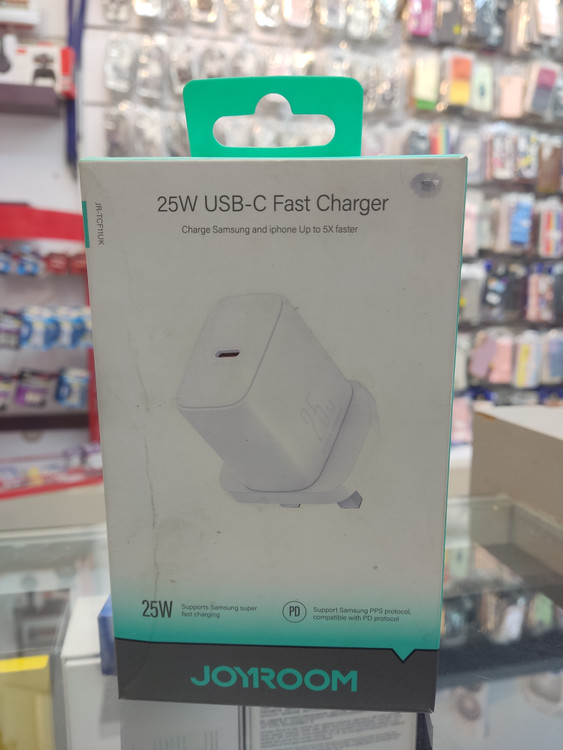 25W USB-C Fast Charger
Charge Samsung and iphone Up to 5X faster
JR-TCF11UK
25W
25W
Supports Samsung super
fast charging
PD
Support Samsung PPS protocol,
compatible with PD protocol
JOYROOM